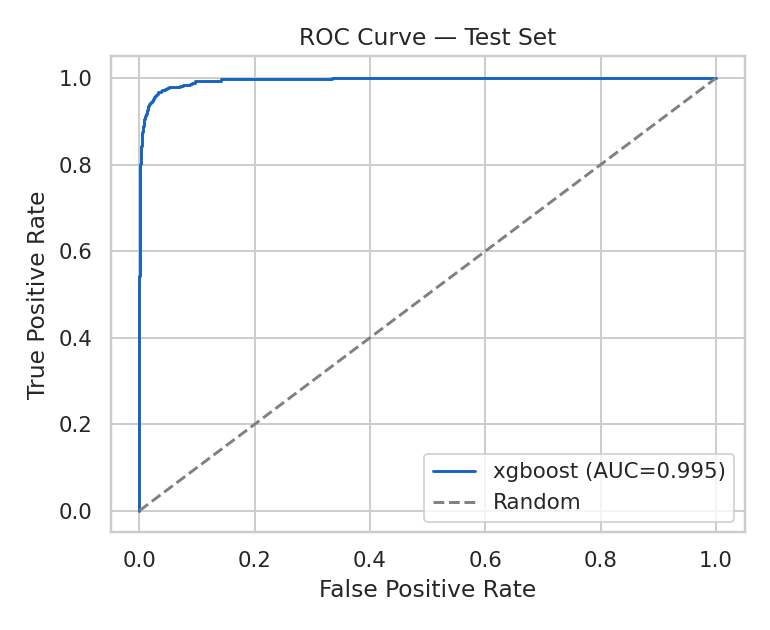 ROC Curve — Test Set
True Positive Rate
1.0
0.8
0.6
0.4
0.2
0.0
xgboost (AUC=0.995)
Random
0.0 0.2 0.4 0.6 0.8 1.0
False Positive Rate